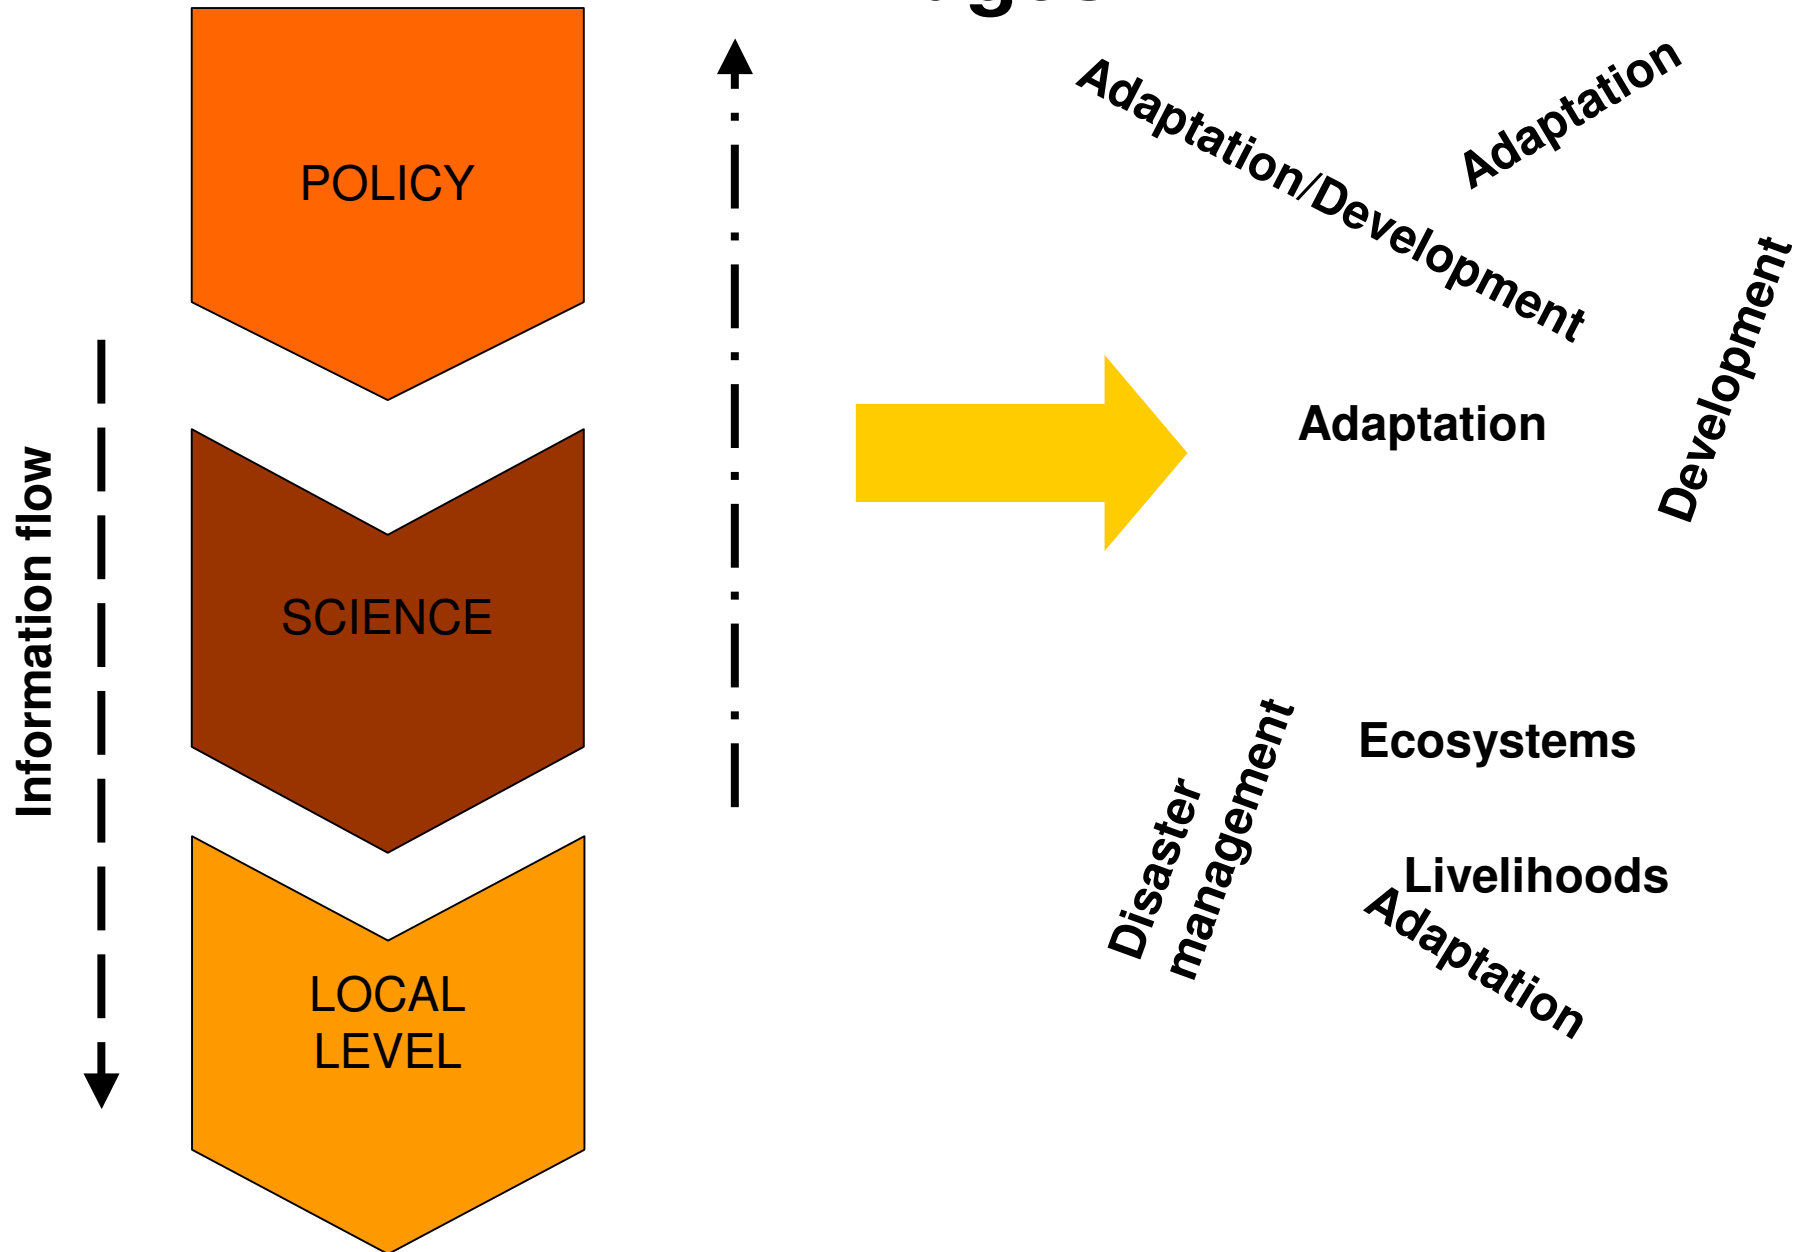 POLICY
SCIENCE
LOCAL
LEVEL
Information flow
Adaptation/Development
Adaptation
Development
Adaptation
Ecosystems
Disaster
management
Livelihoods
Adaptation